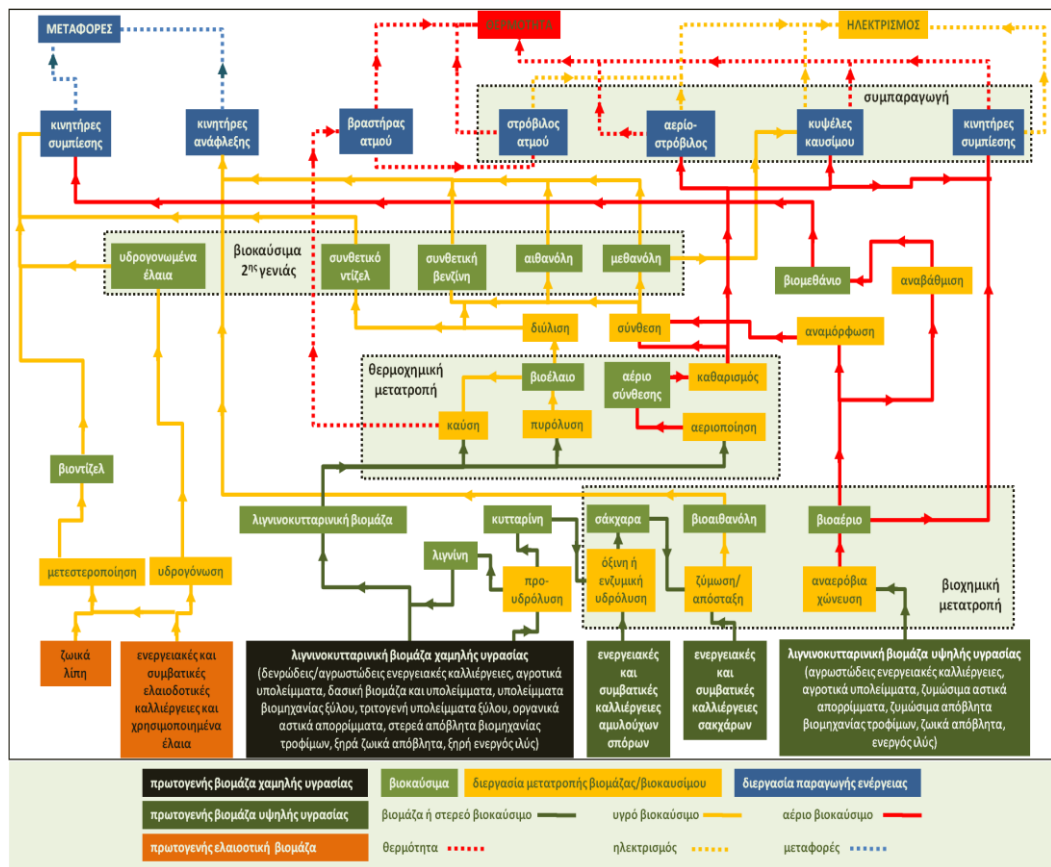 ΜΕΤΑΦΟΡΕΣ
ΘΕΡΜΟΤΗΤΑ
ΗΛΕΚΤΡΙΣΜΟΣ
συμπαραγωγή
κινητήρες
συμπίεσης
κινητήρες
ανάφλεξης
βραστήρας
ατμού
στρόβιλος
ατμού
αερίο-
στρόβιλος
κυψέλες
καυσίμου
κινητήρες
συμπίεσης
υδρογονωμένα
έλαια
βιοκαύσιμα
2ης γενιάς
συνθετικό
ντίζελ
συνθετική
βενζίνη
αιθανόλη
μεθανόλη
βιομεθάνιο
αναβάθμιση
διύλιση
σύνθεση
αναμόρφωση
θερμοχημική
μετατροπή
βιοέλαιο
αέριο
σύνθεσης
καθαρισμός
καύση
πυρόλυση
αεριοποίηση
βιοντίζελ
λιγνινοκυτταρινική βιομάζα
κυτταρίνη
σάκχαρα
βιοαιθανόλη
βιοαέριο
λιγνίνη
μετεστεροποίηση
υδρογόνωση
προ-
υδρόλυση
όξινη ή
ενζυμική
υδρόλυση
ζύμωση/
απόσταξη
αναερόβια
χώνευση
βιοχημική
μετατροπή
ζωικά
λίπη
ενεργειακές και
συμβατικές
ελαιοδοτικές
καλλιέργειες και
χρησιμοποιημένα
έλαια
λιγνινοκυτταρινική βιομάζα χαμηλής υγρασίας
(δενρώδεις/αγρωστώδεις ενεργειακές καλλιέργειες, αγροτικά
υπολείμματα, δασική βιομάζα και υπολείμματα, υπολείμματα
βιομηχανίας ξύλου, τριτογενή υπολείμματα ξύλου, οργανικά
αστικά απορρίμματα, στερεά απόβλητα βιομηχανίας
τροφίμων, ξηρά ζωικά απόβλητα, ξηρή ενεργός ιλύς)
ενεργειακές
και
συμβατικές
καλλιέργειες
αμυλούχων
σπόρων
ενεργειακές
και
συμβατικές
καλλιέργειες
σακχάρων
λιγνινοκυτταρινική βιομάζα υψηλής υγρασίας
(αγρωστώδεις ενεργειακές καλλιέργειες,
αγροτικά υπολείμματα, ζυμώσιμα αστικά
απορρίμματα, ζυμώσιμα απόβλητα
βιομηχανίας τροφίμων, ζωικά απόβλητα,
ενεργός ιλύς)
πρωτογενής βιομάζα χαμηλής υγρασίας
βιοκαύσιμα
διεργασία μετατροπής βιομάζας/βιοκαυσίμου
διεργασία παραγωγής ενέργειας
πρωτογενής βιομάζα υψηλής υγρασίας
βιομάζα ή στερεό βιοκαύσιμο
υγρό βιοκαύσιμο
αέριο βιοκαύσιμο
πρωτογενής ελαιοοτική βιομάζα
θερμότητα
ηλεκτρισμός
μεταφορές